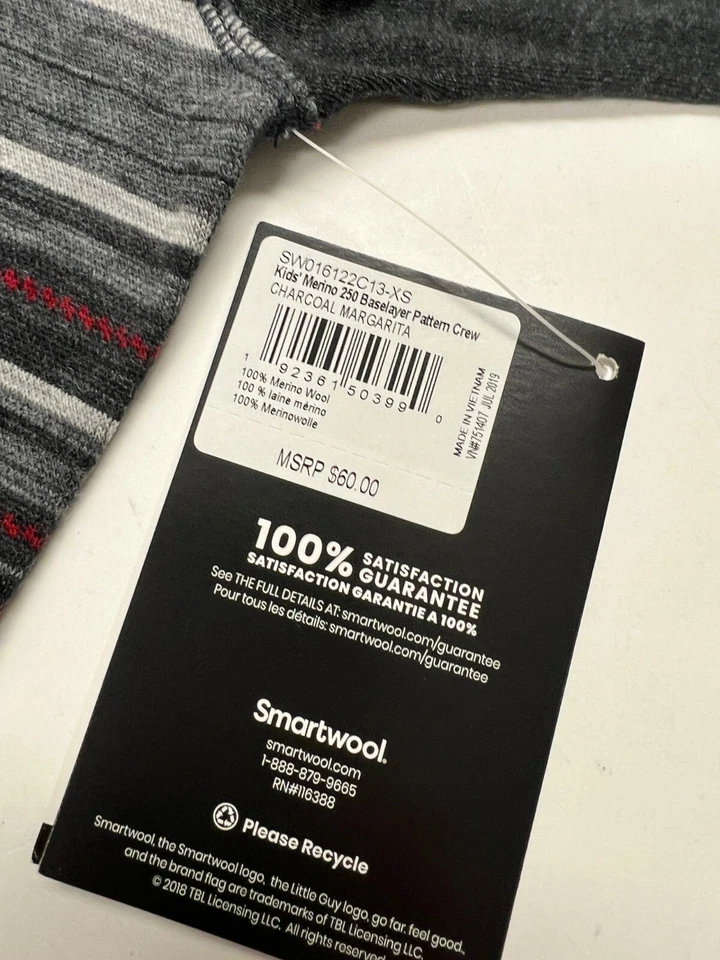 SW016122C13-XS
Kids' Merino 250 Baselayer Pattern Crew
CHARCOAL MARGARITA
1 92361 50399 0
100% Merino Wool
100 % laine mérino
100% Merinowolle
MADE IN VIETNAM
VN#751407 JUL 2019
MSRP $60.00
100% SATISFACTION
GUARANTEE
SATISFACTION GARANTIE A 100%
See THE FULL DETAILS AT: smartwool.com/guarantee
Pour tous les détails: smartwool.com/guarantee
Smartwool.
smartwool.com
1-888-879-9665
RN#116388
Please Recycle
Smartwool, the Smartwool logo, the Little Guy logo, go far. feel good.,
and the brand flag are trademarks of TBL Licensing LLC.
© 2018 TBL Licensing LLC. All rights reserved.